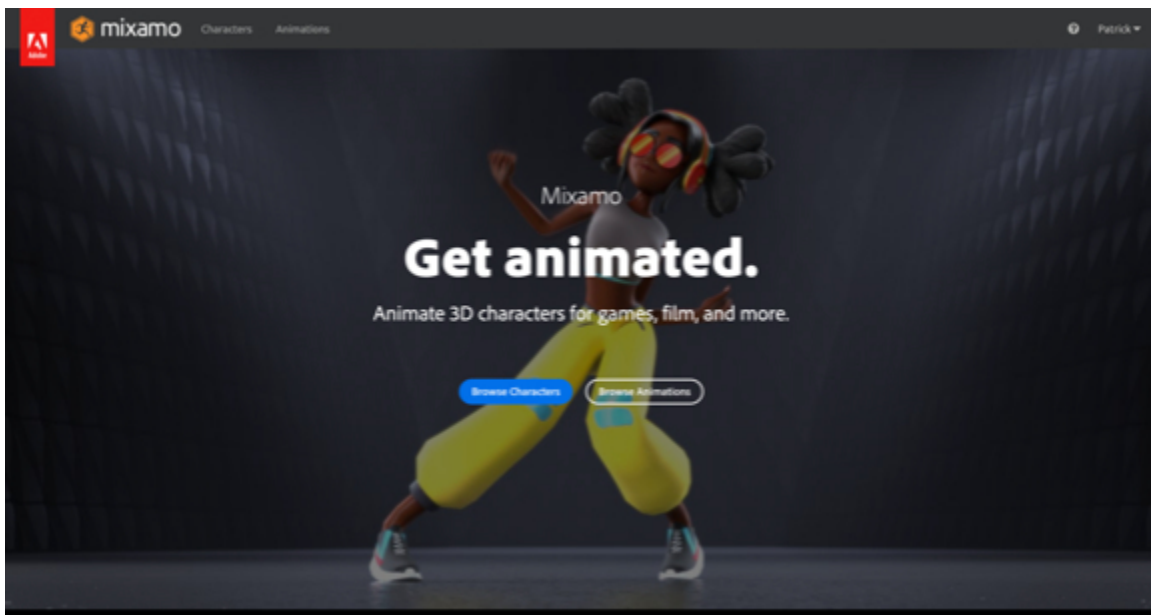 Adobe
mixamo Characters Animations Patrick
Mixamo
Get animated.
Animate 3D characters for games, film, and more.
Browse Characters Browse Animations